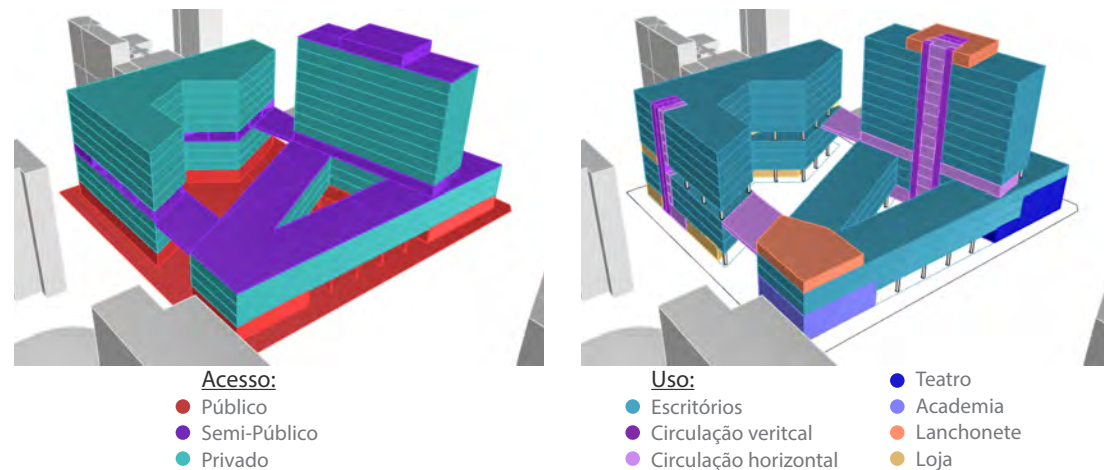 Acesso:
Público
Semi-Público
Privado
Uso:
Escritórios
Circulação veritcal
Circulação horizontal
Teatro
Academia
Lanchonete
Loja